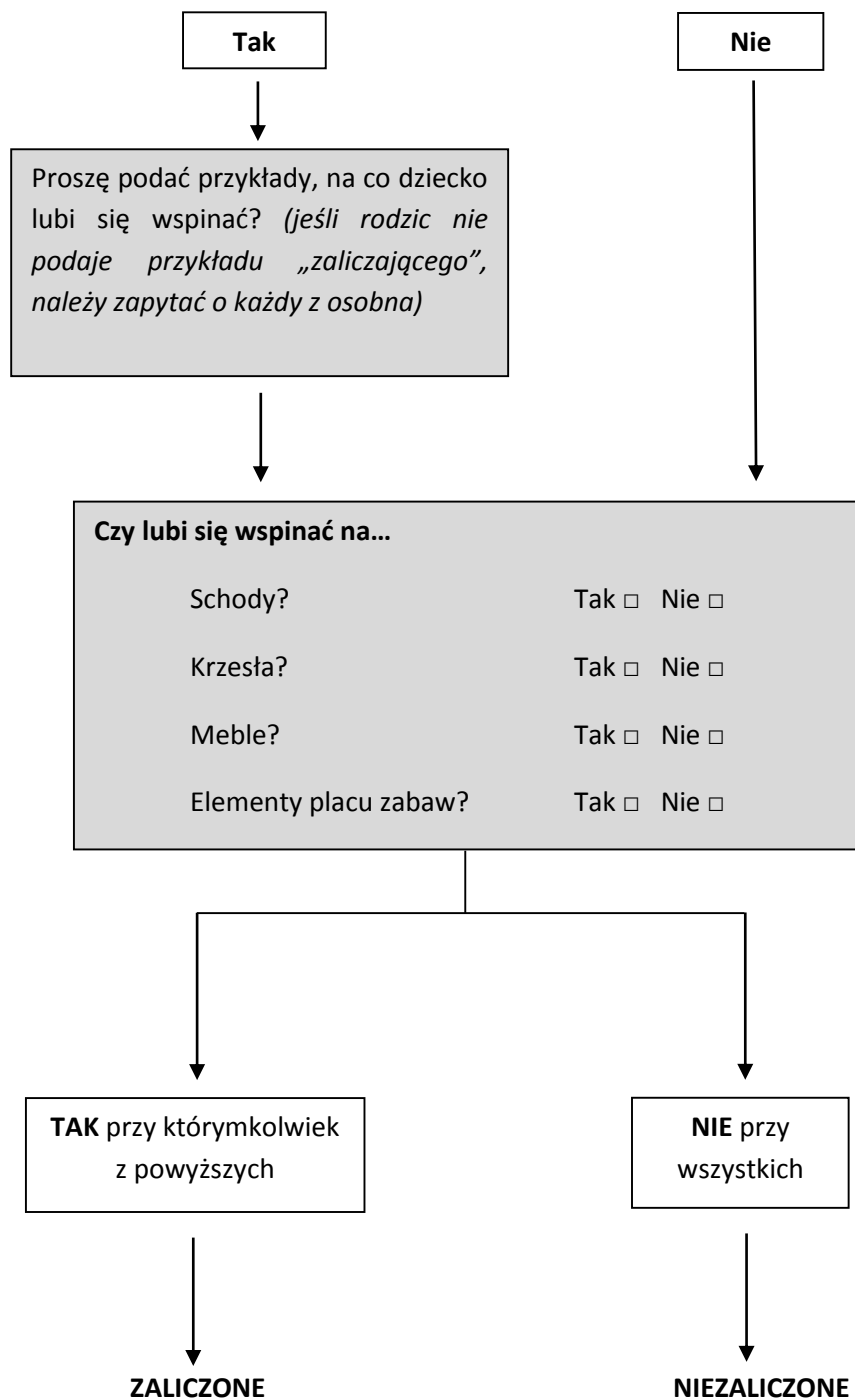 Tak
Nie
Proszę podać przykłady, na co dziecko
lubi się wspinać? (jeśli rodzic nie
podaje przykładu „zaliczającego”,
należy zapytać o każdy z osobna)
Czy lubi się wspinać na…
Schody? Tak □ Nie □
Krzesła? Tak □ Nie □
Meble? Tak □ Nie □
Elementy placu zabaw? Tak □ Nie □
TAK przy którymkolwiek
z powyższych
NIE przy
wszystkich
ZALICZONE
NIEZALICZONE